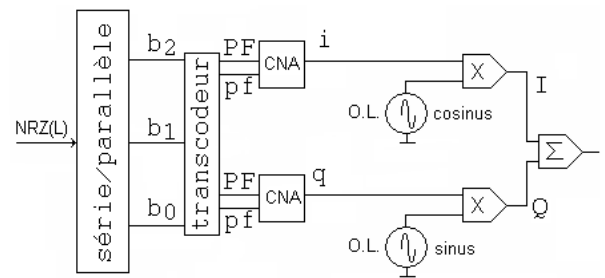 NRZ(L)
série/parallèle
b2
b1
b0
transcodeur
PF
pf
CNA
i
X
I
O.L.
cosinus
Σ
PF
pf
CNA
q
X
Q
O.L.
sinus